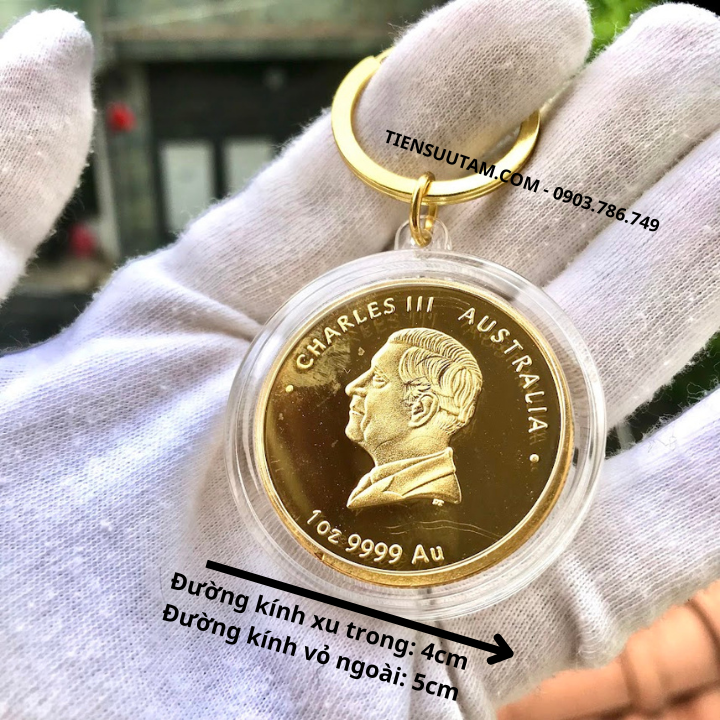 TIENSUUTAM.COM - 0903.786.749
CHARLES III AUSTRALIA
1oz 9999 Au
Đường kính xu trong: 4cm
Đường kính vỏ ngoài: 5cm